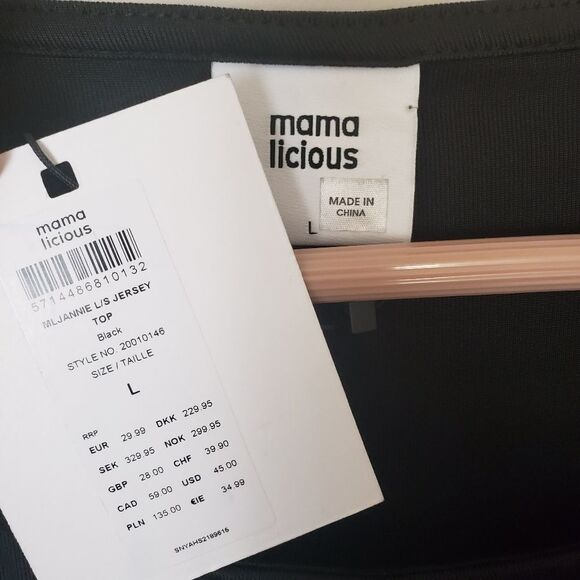 mama
licious
MADE IN
CHINA
L
mama
licious
5714486810132
MLJANNIE L/S JERSEY
TOP
Black
STYLE NO. 20010146
SIZE / TAILLE
L
RRP
EUR 29.99 DKK 229.95
SEK 329.95 NOK 299.95
GBP 28.00 CHF 39.90
CAD 59.00 USD 45.00
PLN 135.00 €IE 34.99
SNYAHS2189616